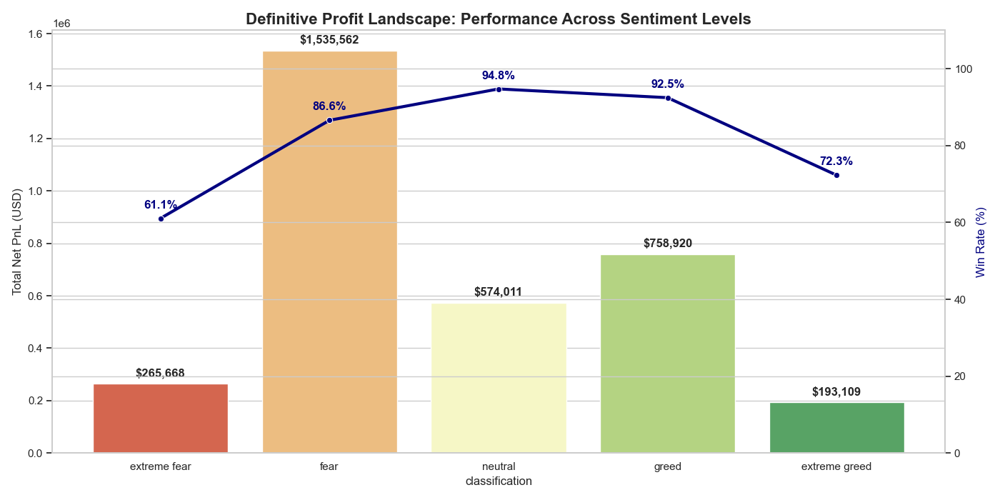 Definitive Profit Landscape: Performance Across Sentiment Levels
1e6
1.6
1.4
1.2
1.0
0.8
0.6
0.4
0.2
0.0
Total Net PnL (USD)
$265,668
$1,535,562
$574,011
$758,920
$193,109
61.1%
86.6%
94.8%
92.5%
72.3%
100
80
60
40
20
0
Win Rate (%)
extreme fear
fear
neutral
greed
extreme greed
classification